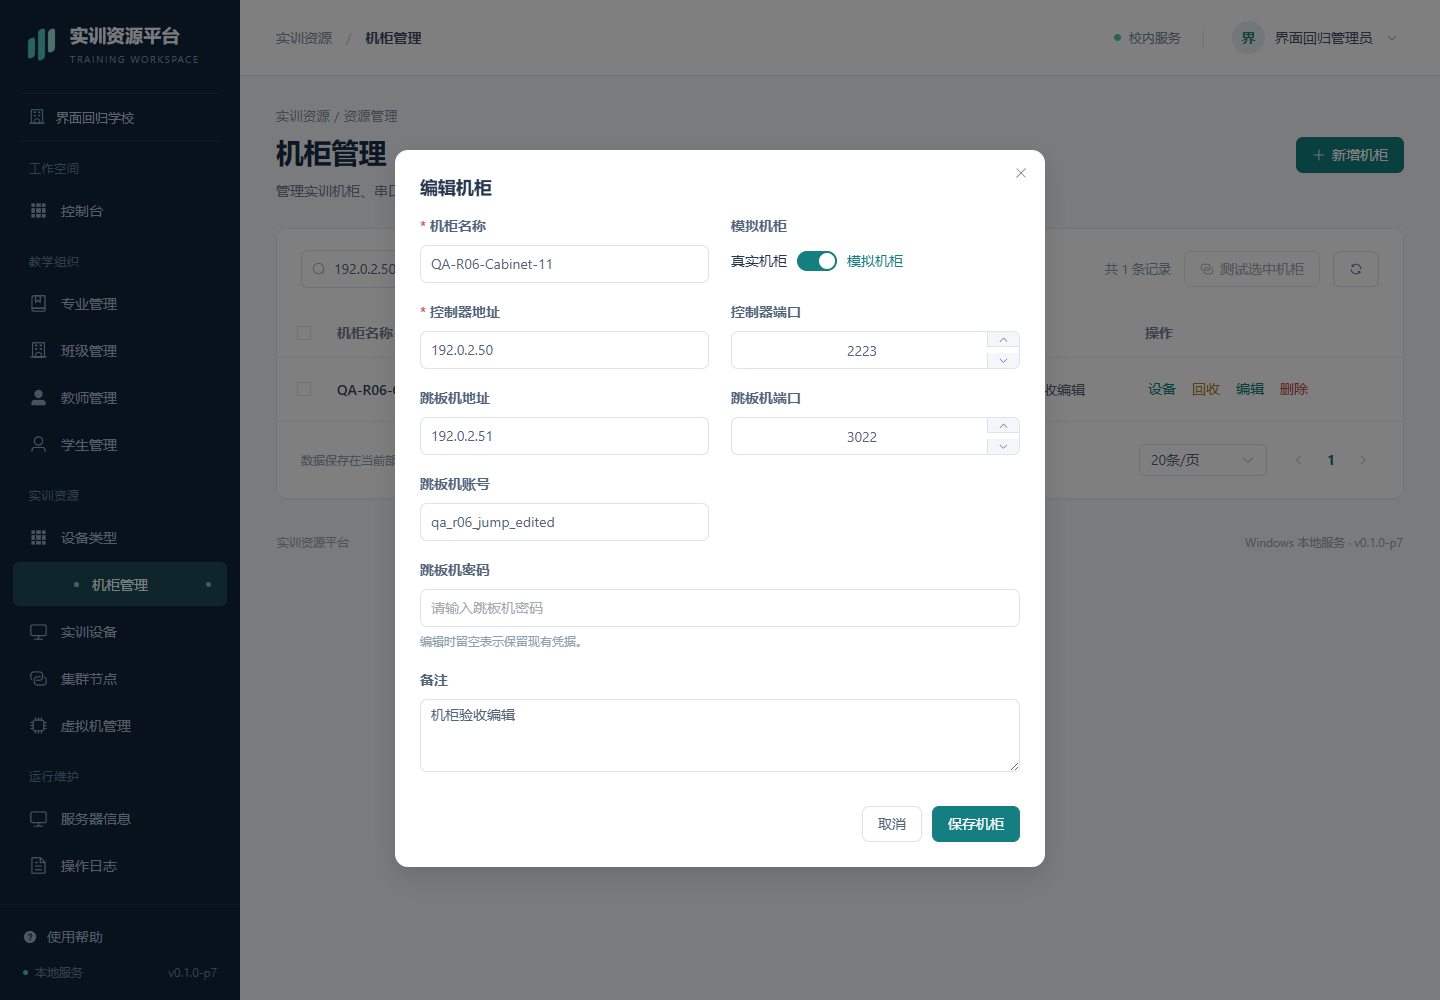 实训资源平台
TRAINING WORKSPACE
界面回归学校
工作空间
控制台
教学组织
专业管理
班级管理
教师管理
学生管理
实训资源
设备类型
机柜管理
实训设备
集群节点
虚拟机管理
运行维护
服务器信息
操作日志
使用帮助
本地服务 v0.1.0-p7
实训资源 / 机柜管理
校内服务
界 界面回归管理员
实训资源 / 资源管理
机柜管理
管理实训机柜、串口
新增机柜
192.0.2.50
共 1 条记录
测试选中机柜
机柜名称
操作
QA-R06-
收编辑
设备 回收 编辑 删除
数据保存在当前部
20条/页
1
实训资源平台
Windows 本地服务 · v0.1.0-p7
编辑机柜
* 机柜名称
模拟机柜
QA-R06-Cabinet-11
真实机柜 模拟机柜
* 控制器地址
控制器端口
192.0.2.50
2223
跳板机地址
跳板机端口
192.0.2.51
3022
跳板机账号
qa_r06_jump_edited
跳板机密码
请输入跳板机密码
编辑时留空表示保留现有凭据。
备注
机柜验收编辑
取消
保存机柜